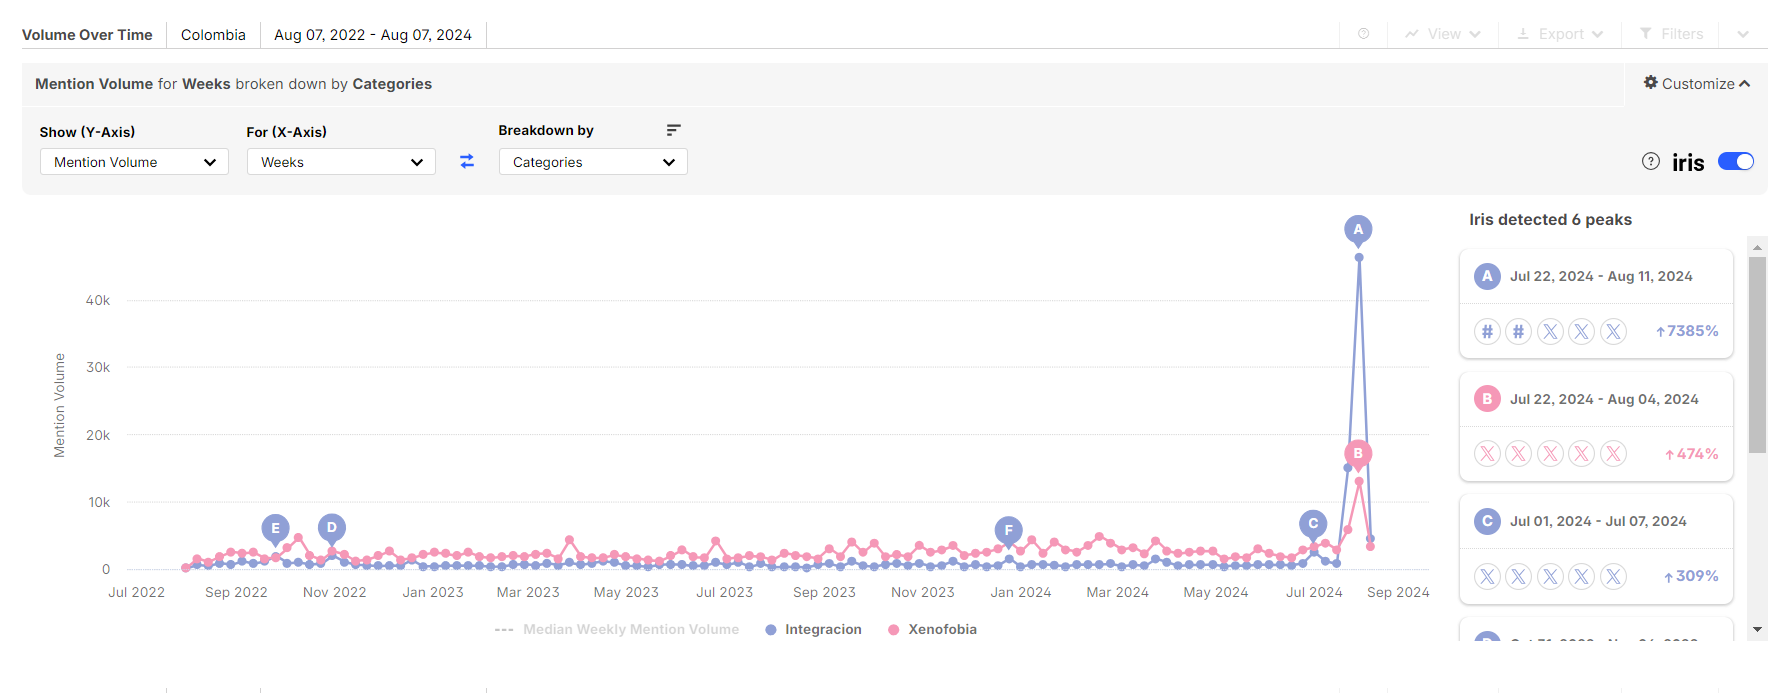 Volume Over Time
Colombia
Aug 07, 2022 - Aug 07, 2024
View
Export
Filters
Mention Volume for Weeks broken down by Categories
Customize
Show (Y-Axis)
For (X-Axis)
Breakdown by
Mention Volume
Weeks
Categories
? iris
Iris detected 6 peaks
A
B
C
D
E
F
Mention Volume
40k
30k
20k
10k
0
Jul 2022
Sep 2022
Nov 2022
Jan 2023
Mar 2023
May 2023
Jul 2023
Sep 2023
Nov 2023
Jan 2024
Mar 2024
May 2024
Jul 2024
Sep 2024
Median Weekly Mention Volume
Integracion
Xenofobia
A Jul 22, 2024 - Aug 11, 2024
# # X X X ↑7385%
B Jul 22, 2024 - Aug 04, 2024
X X X X X ↑474%
C Jul 01, 2024 - Jul 07, 2024
X X X X X ↑309%